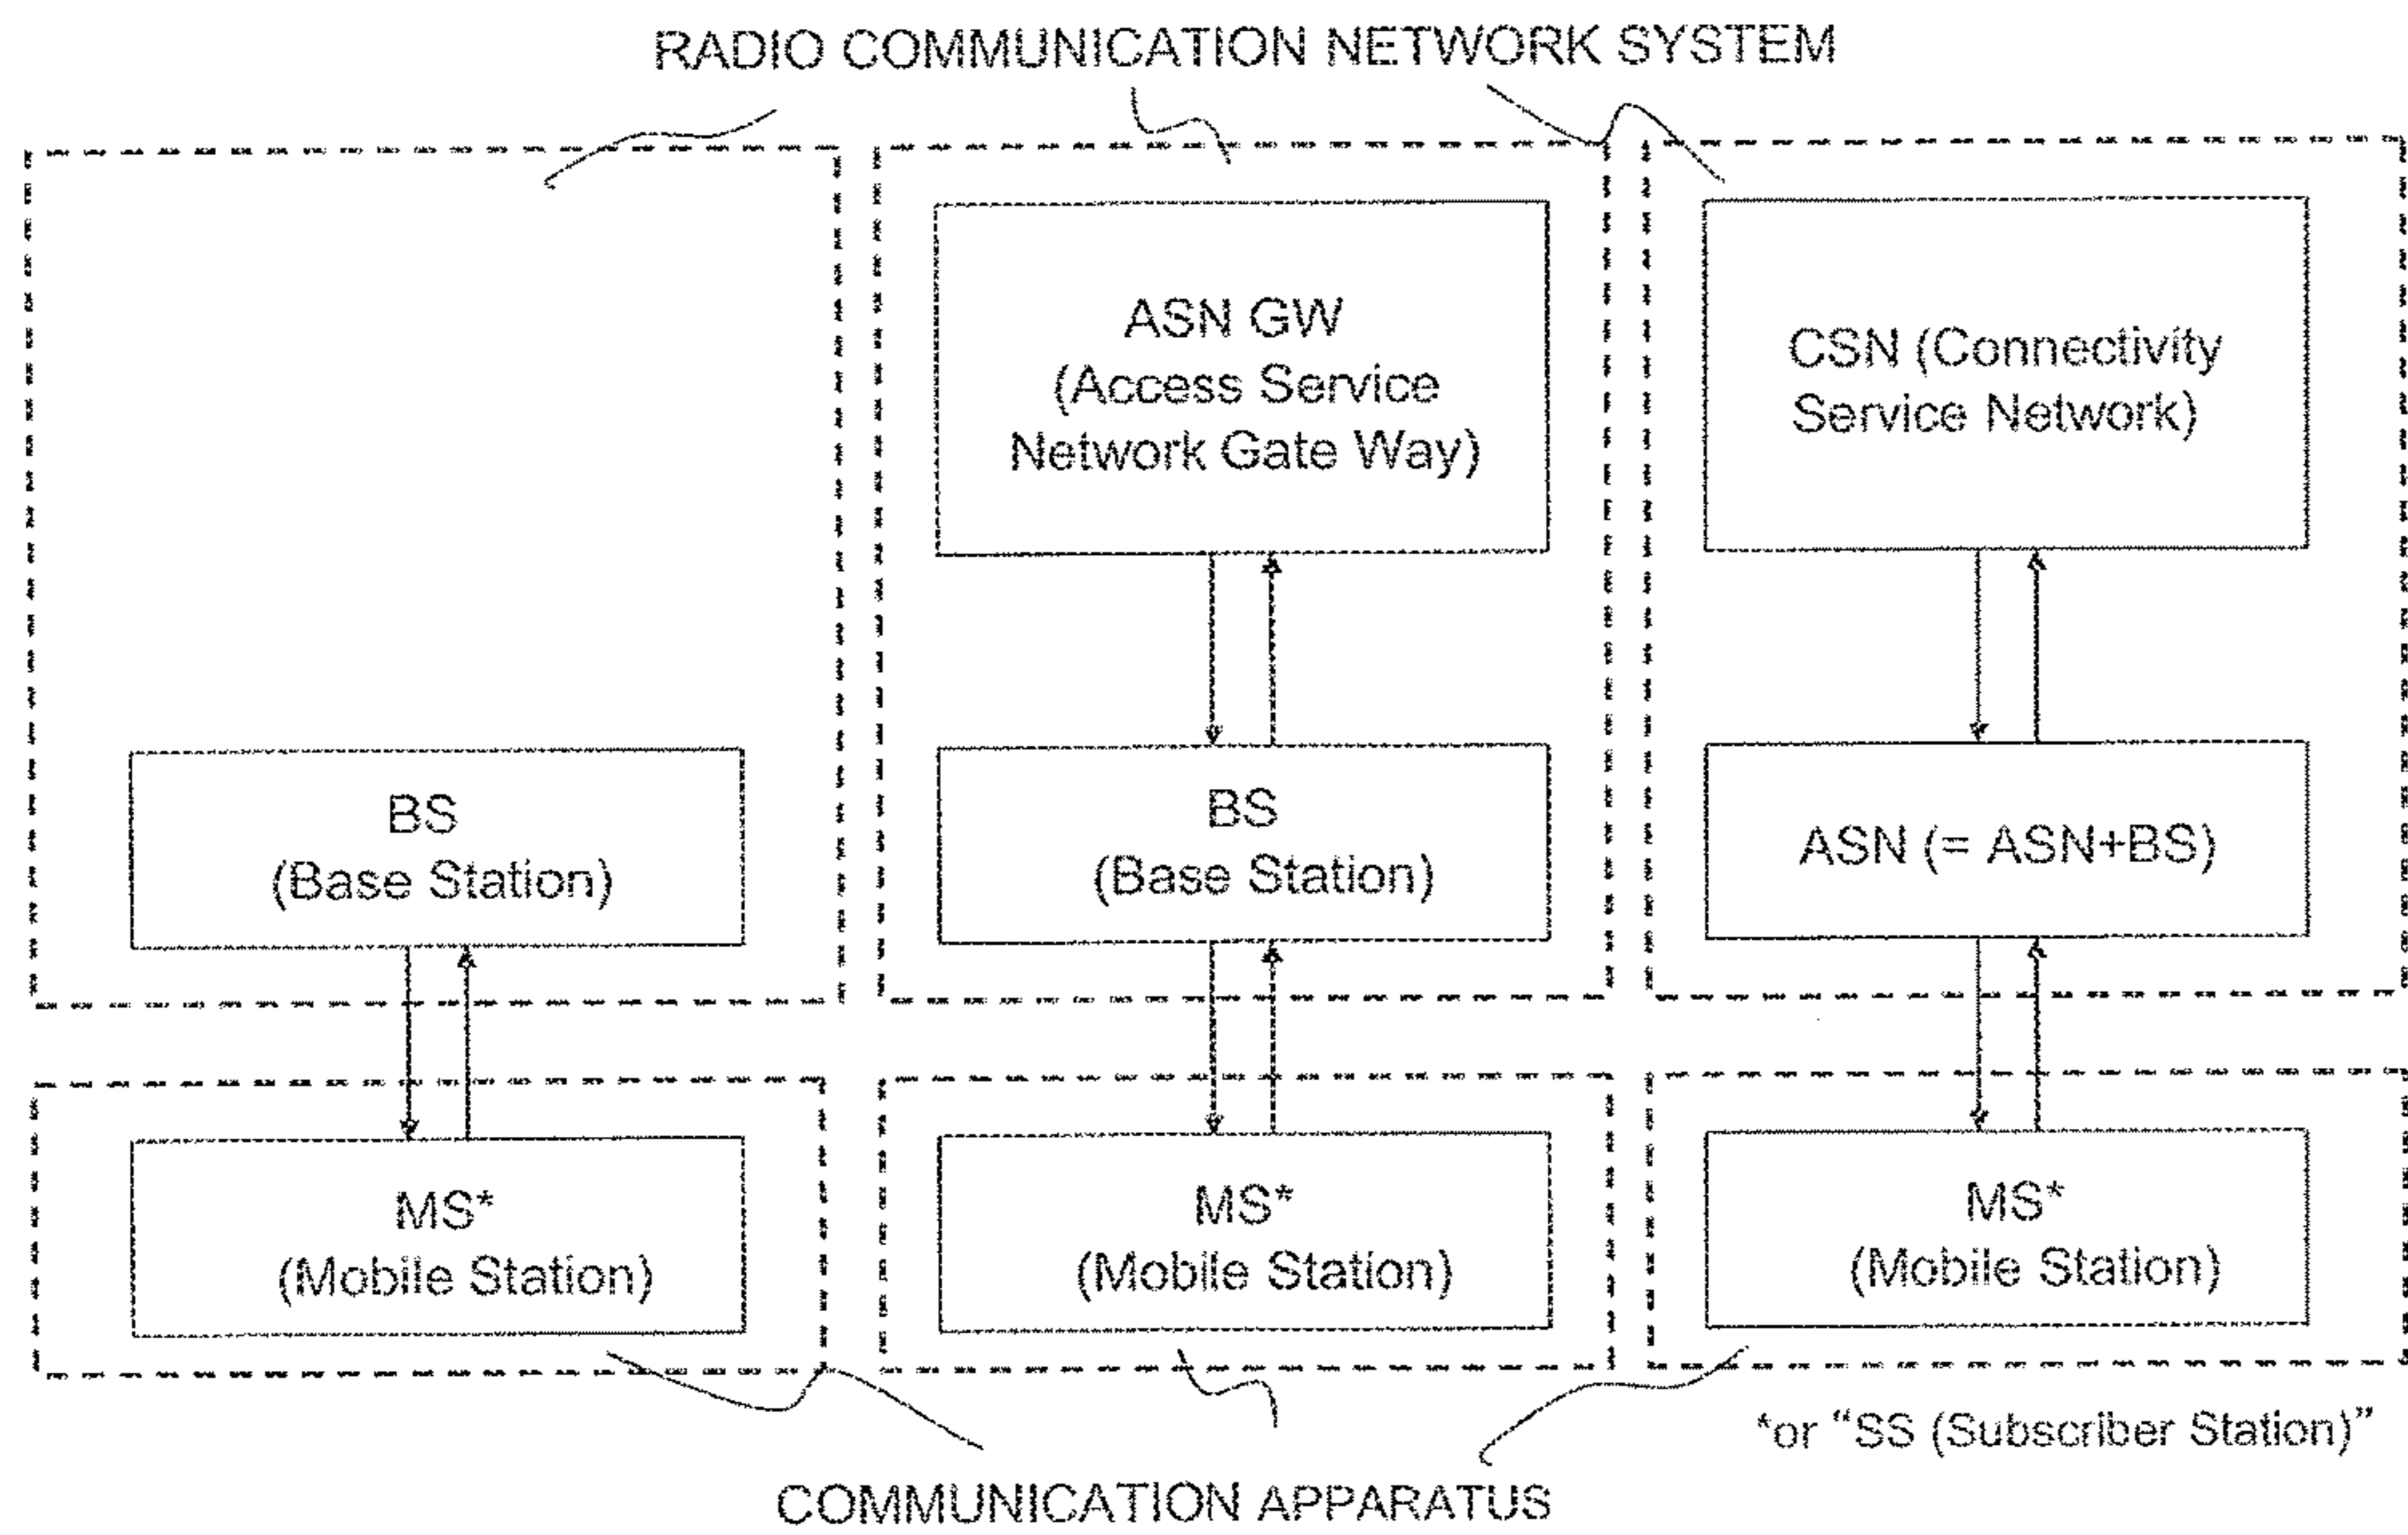 RADIO COMMUNICATION NETWORK SYSTEM
ASN GW
(Access Service
Network Gate Way)
CSN (Connectivity
Service Network)
BS
(Base Station)
BS
(Base Station)
ASN (= ASN+BS)
MS*
(Mobile Station)
MS*
(Mobile Station)
MS*
(Mobile Station)
*or “SS (Subscriber Station)”
COMMUNICATION APPARATUS